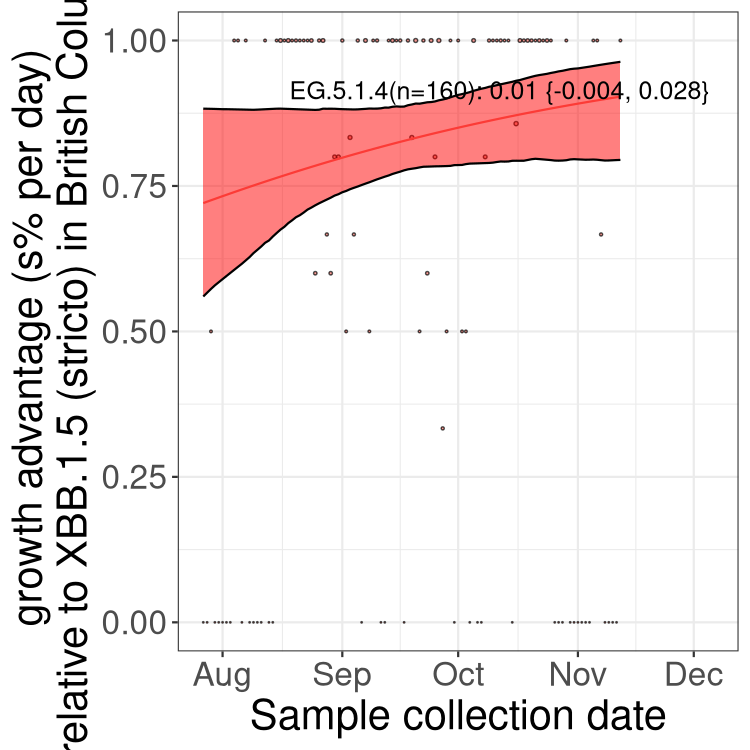 growth advantage (s% per day)
relative to XBB.1.5 (stricto) in British Colu
1.00
0.75
0.50
0.25
0.00
EG.5.1.4(n=160): 0.01 {-0.004, 0.028}
Aug Sep Oct Nov Dec
Sample collection date